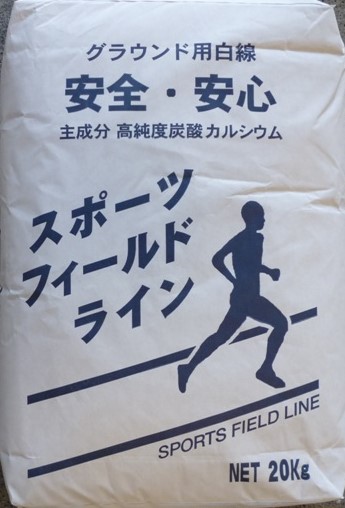 グラウンド用白線
安全・安心
主成分 高純度炭酸カルシウム
スポーツ
フィールド
ライン
SPORTS FIELD LINE
NET 20Kg